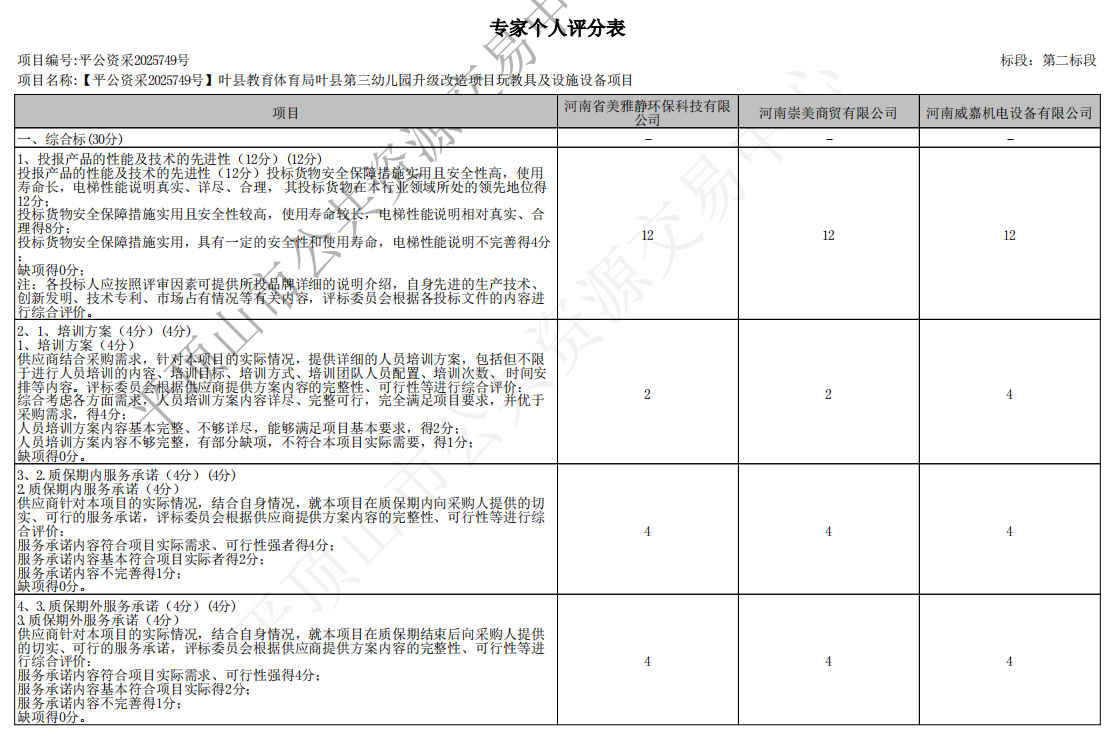 专家个人评分表
项目编号:平公资采2025749号
标段：第二标段
项目名称:【平公资采2025749号】叶县教育体育局叶县第三幼儿园升级改造项目玩教具及设施设备项目
项目
河南省美雅静环保科技有限公司
河南崇美商贸有限公司
河南威嘉机电设备有限公司
一、综合标(30分)
–
–
–
1、投报产品的性能及技术的先进性（12分）(12分)
投报产品的性能及技术的先进性（12分）投标货物安全保障措施实用且安全性高，使用
寿命长，电梯性能说明真实、详尽、合理， 其投标货物在本行业领域所处的领先地位得
12分；
投标货物安全保障措施实用且安全性较高，使用寿命较长，电梯性能说明相对真实、合
理得8分；
投标货物安全保障措施实用，具有一定的安全性和使用寿命，电梯性能说明不完善得4分
；
缺项得0分；
注：各投标人应按照评审因素可提供所投品牌详细的说明介绍，自身先进的生产技术、
创新发明、技术专利、市场占有情况等有关内容，评标委员会根据各投标文件的内容进
行综合评价。
12
12
12
2、1、培训方案（4分）(4分)
1、培训方案（4分）
供应商结合采购需求，针对本项目的实际情况，提供详细的人员培训方案，包括但不限
于进行人员培训的内容、培训目标、培训方式、培训团队人员配置、培训次数、时间安
排等内容。评标委员会根据供应商提供方案内容的完整性、可行性等进行综合评价：
综合考虑各方面需求，人员培训方案内容详尽、完整可行，完全满足项目要求，并优于
采购需求，得4分；
人员培训方案内容基本完整、不够详尽，能够满足项目基本要求，得2分；
人员培训方案内容不够完整，有部分缺项，不符合本项目实际需要，得1分；
缺项得0分。
2
2
4
3、2.质保期内服务承诺（4分）(4分)
2.质保期内服务承诺（4分）
供应商针对本项目的实际情况，结合自身情况，就本项目在质保期内向采购人提供的切
实、可行的服务承诺，评标委员会根据供应商提供方案内容的完整性、可行性等进行综
合评价：
服务承诺内容符合项目实际需求、可行性强者得4分；
服务承诺内容基本符合项目实际者得2分；
服务承诺内容不完善得1分；
缺项得0分。
4
4
4
4、3.质保期外服务承诺（4分）(4分)
3.质保期外服务承诺（4分）
供应商针对本项目的实际情况，结合自身情况，就本项目在质保期结束后向采购人提供
的切实、可行的服务承诺，评标委员会根据供应商提供方案内容的完整性、可行性等进
行综合评价：
服务承诺内容符合项目实际需求、可行性强得4分；
服务承诺内容基本符合项目实际得2分；
服务承诺内容不完善得1分；
缺项得0分。
4
4
4
平顶山市公共资源交易中
平顶山市公共资源交易中心